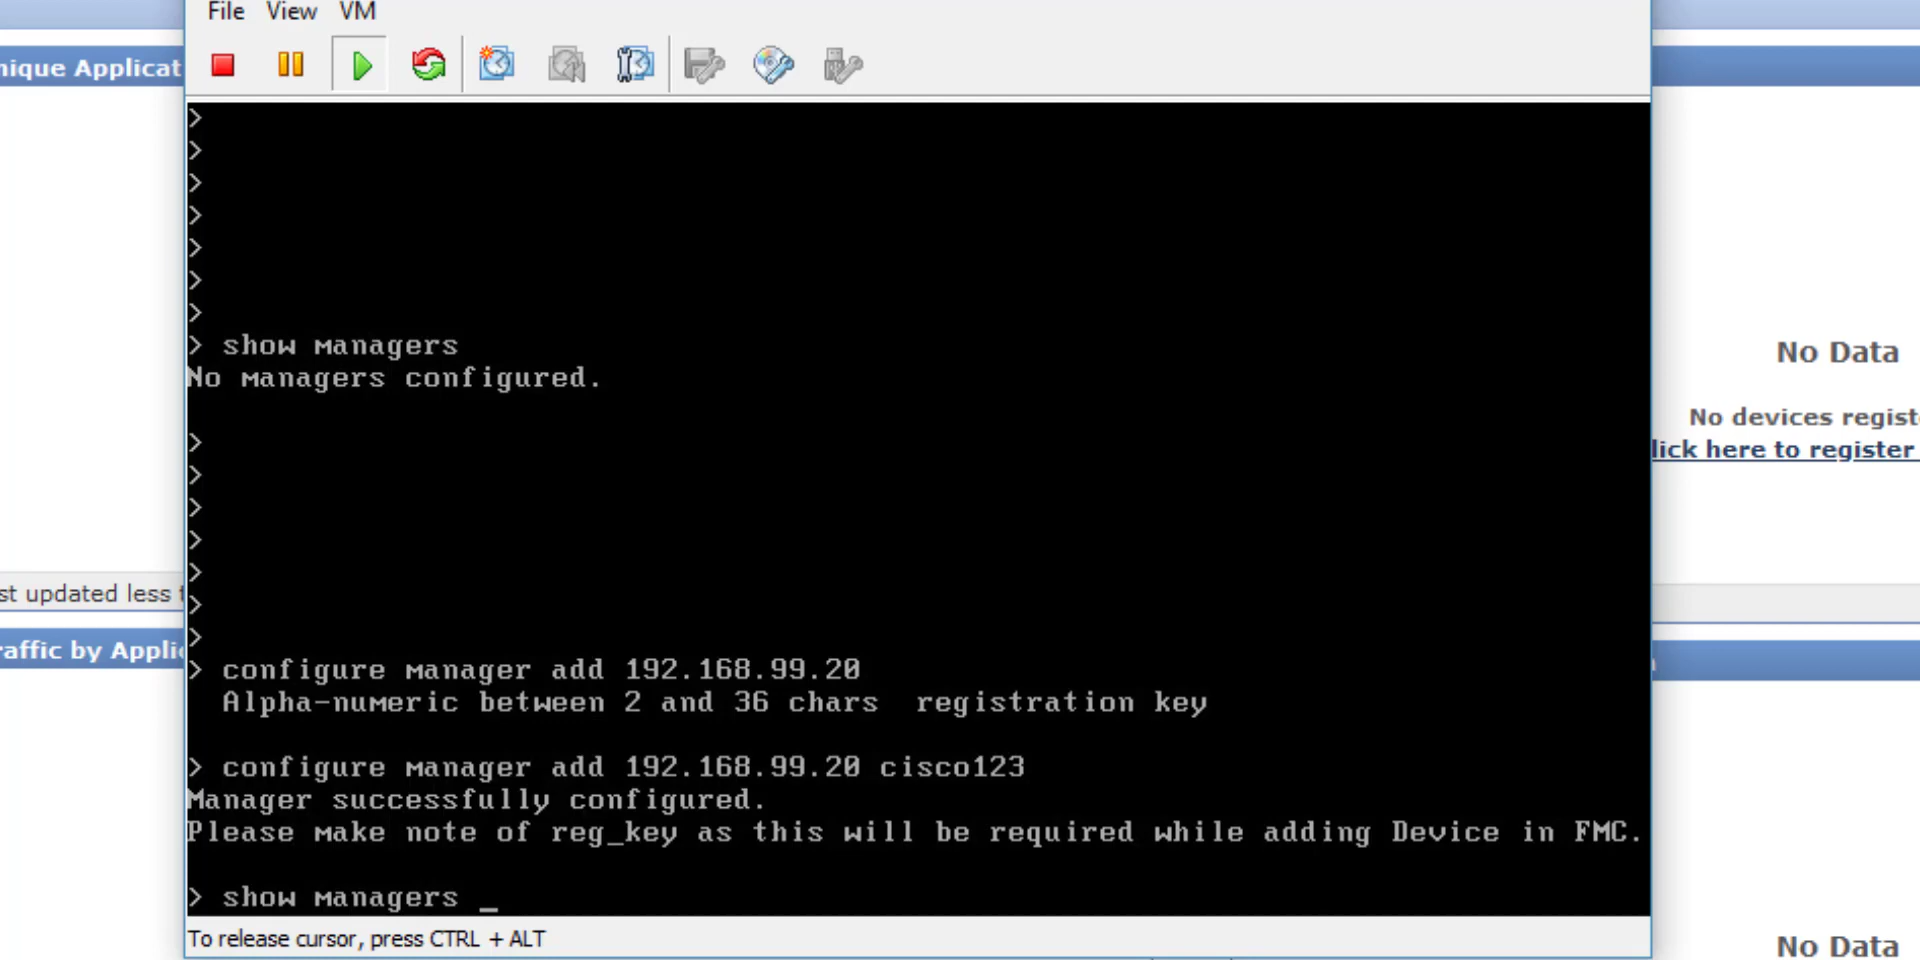 File View VM
nique Applicat
>
>
>
>
>
>
>
> show managers
No managers configured.
No Data
No devices regist
lick here to register
>
>
>
>
>
>
>
st updated less t
raffic by Applic
> configure manager add 192.168.99.20
Alpha-numeric between 2 and 36 chars registration key
> configure manager add 192.168.99.20 cisco123
Manager successfully configured.
Please make note of reg_key as this will be required while adding Device in FMC.
> show managers _
To release cursor, press CTRL + ALT
No Data